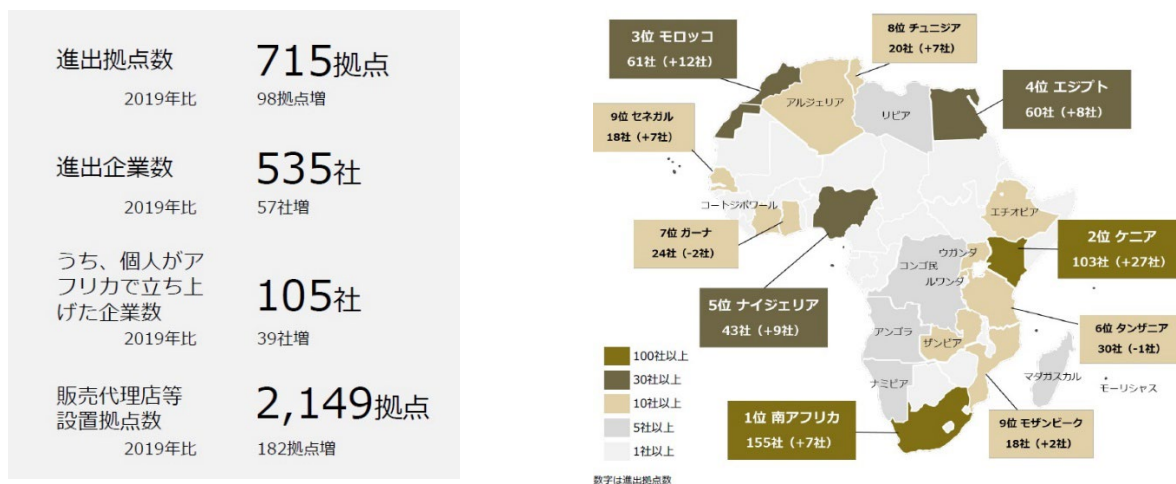 進出拠点数
715拠点
2019年比
98拠点増
進出企業数
535社
2019年比
57社増
うち、個人がア
フリカで立ち上
げた企業数
105社
2019年比
39社増
販売代理店等
設置拠点数
2,149拠点
2019年比
182拠点増
3位 モロッコ
61社（+12社）
8位 チュニジア
20社（+7社）
4位 エジプト
60社（+8社）
アルジェリア
リビア
9位 セネガル
18社（+7社）
コートジボワール
エチオピア
7位 ガーナ
24社（-2社）
2位 ケニア
103社（+27社）
ウガンダ
コンゴ民
ルワンダ
5位 ナイジェリア
43社（+9社）
6位 タンザニア
30社（-1社）
アンゴラ
ザンビア
マダガスカル
モーリシャス
ナミビア
100社以上
30社以上
10社以上
5社以上
1社以上
1位 南アフリカ
155社（+7社）
9位 モザンビーク
18社（+2社）
数字は進出拠点数